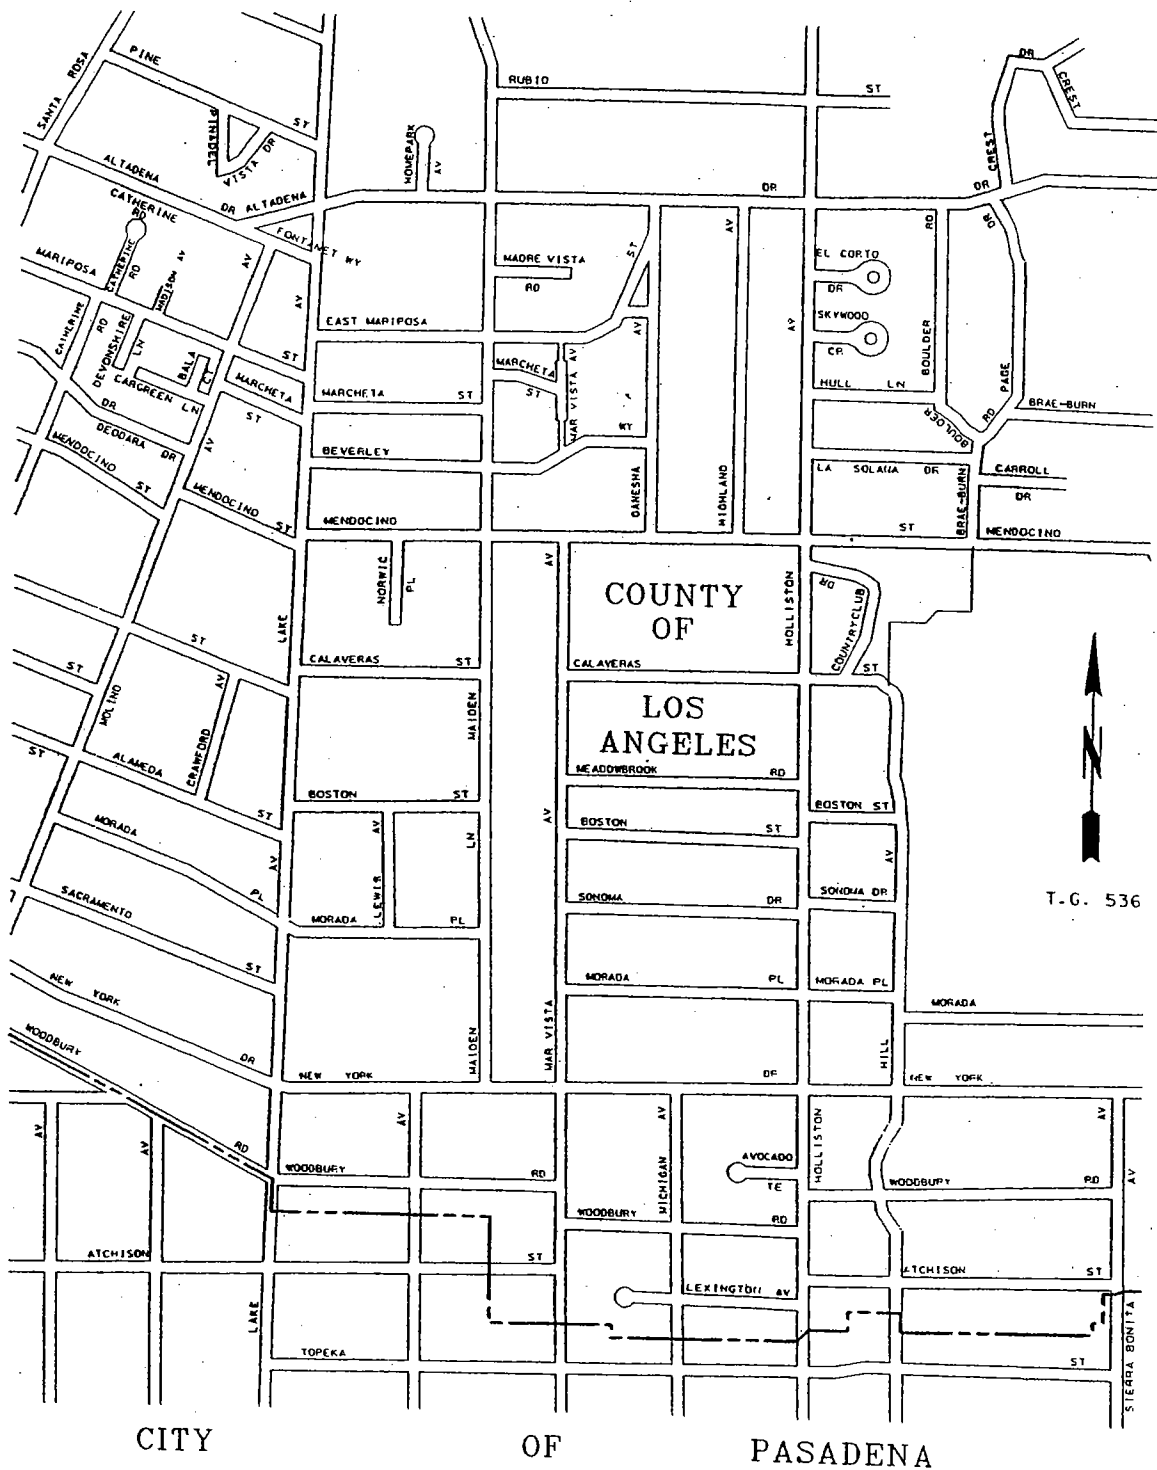 PINE
SANTA ROSA
RUBIO
ST
DR
CREST
CREST
ST
PINYDEL
VISTA DR
HOMEPARK
AV
ALTADENA
DR ALTADENA
DR
DR
DR
CATHERINE
RD
FONTANET WY
AV
RD
MARIPOSA
CATHERINE
RD
MADISON AV
AV
AV
MADRE VISTA
RD
ST
EL CORTO
DR
SKYWOOD
CR
EAST MARIPOSA
AV
AV
BOULDER
CATHERINE
RD
DEVONSHIRE
LN
BALA
CT
ST
MARCHETA
ST
MARCHETA
ST
MARCHETA
ST
MAR VISTA AV
HULL LN
PAGE
RD
BRAE-BURN
CARGREEN LN
DR
DEODARA DR
AV
BEVERLEY
WY
BOULDER
MENDOCINO
ST
MENDOCINO
ST
MENDOCINO
GANESHA
HIGHLAND
LA SOLANA DR
CARROLL
DR
BRAE-BURN
ST
MENDOCINO
NORWIC
PL
AV
COUNTY
OF
HOLLISTON
DR
COUNTRYCLUB
ST
LAKE
ST
ST
CALAVERAS
ST
CALAVERAS
MOLINO
AV
CRAWFORD
MAIDEN
LOS
ANGELES
N
ST
ALAMEDA
ST
MEADOWBROOK
RD
BOSTON
ST
BOSTON ST
BOSTON
ST
AV
MORADA
PL
AV
AV
LEWIS
LN
AV
SONOMA
DR
SONOMA DR
T.G. 536
SACRAMENTO
ST
MORADA
PL
MORADA
PL
MORADA PL
MORADA
NEW YORK
DR
MAR VISTA
MAIDEN
HILL
WOODBURY
RD
NEW YORK
DR
NEW YORK
AV
AV
AV
AV
AV
AV
HOLLISTON
AVOCADO
TE
WOODBURY
RD
MICHIGAN
WOODBURY
RD
WOODBURY
RD
ATCHISON
ST
ATCHISON
ST
LEXINGTON AV
LAKE
TOPEKA
ST
SIERRA BONITA
CITY
OF
PASADENA